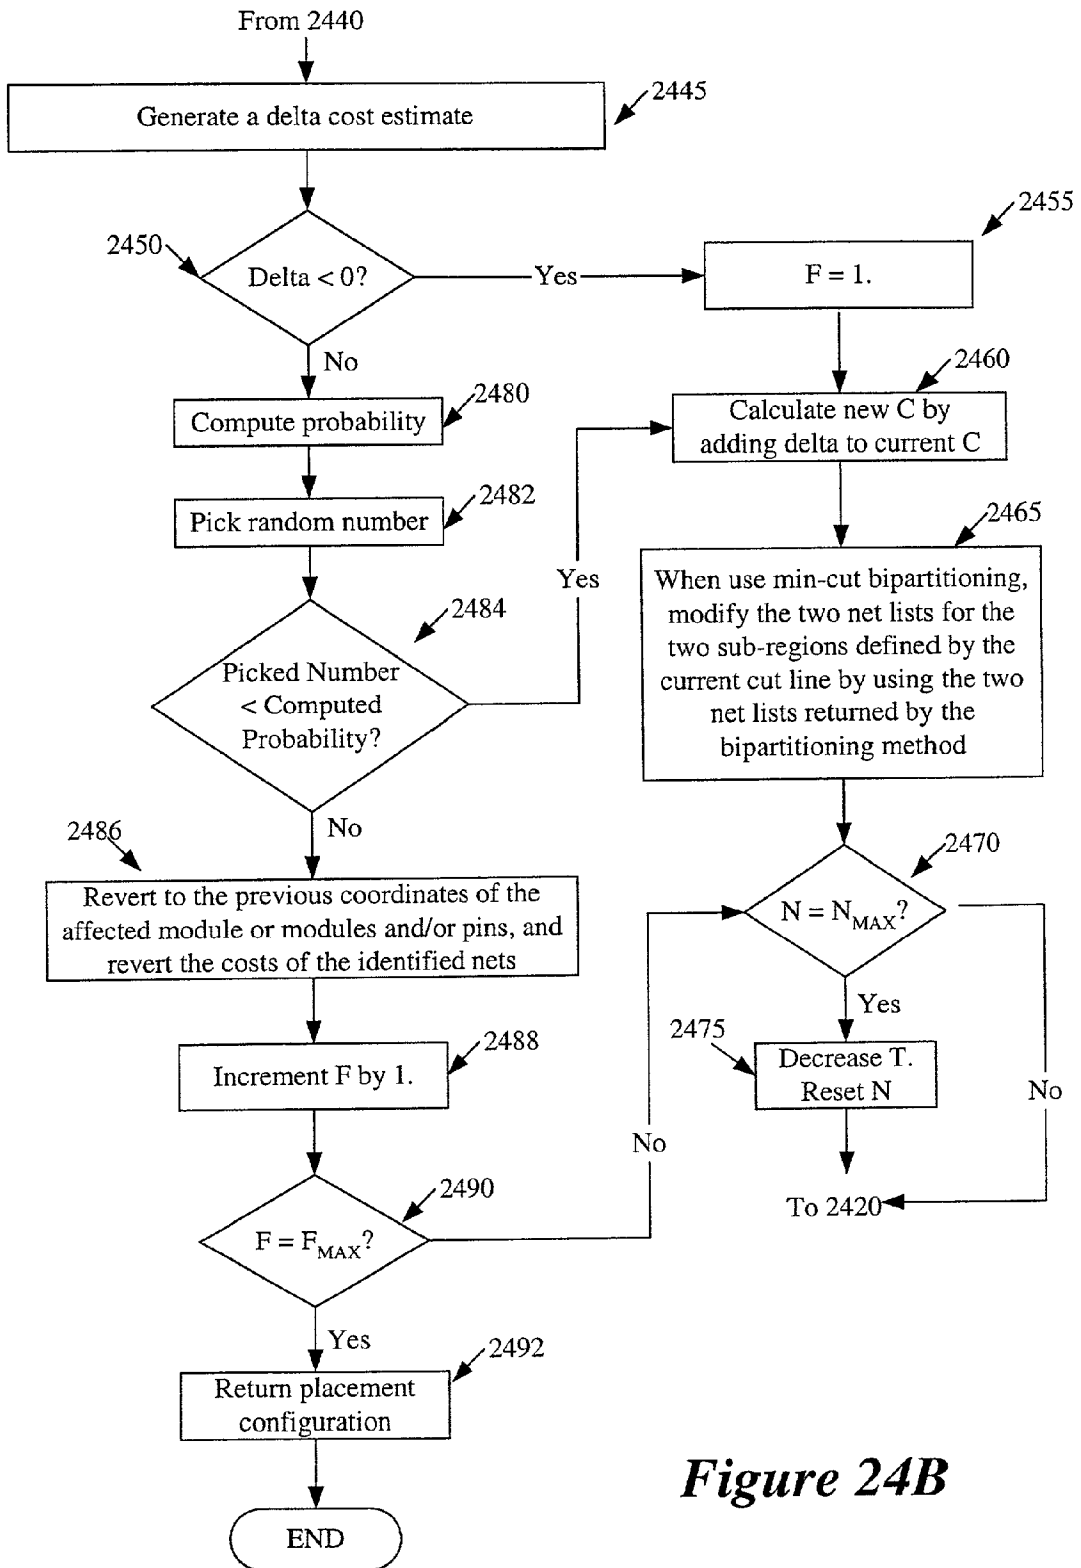 From 2440
Generate a delta cost estimate
2445
2450
Delta < 0?
Yes
2455
F = 1.
No
2460
Calculate new C by
adding delta to current C
2480
Compute probability
2482
Pick random number
2465
When use min-cut bipartitioning,
modify the two net lists for the
two sub-regions defined by the
current cut line by using the two
net lists returned by the
bipartitioning method
Yes
2484
Picked Number
< Computed
Probability?
No
2486
Revert to the previous coordinates of the
affected module or modules and/or pins, and
revert the costs of the identified nets
2470
N = NMAX?
Yes
2488
Increment F by 1.
2475
Decrease T.
Reset N
No
No
2490
F = FMAX?
To 2420
Yes
2492
Return placement
configuration
END
Figure 24B